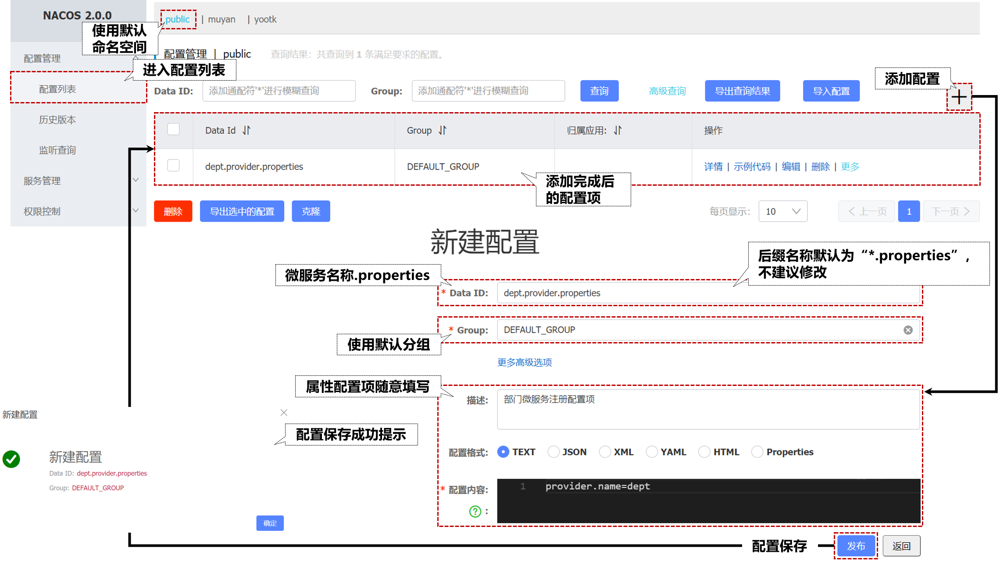 NACOS 2.0.0
public | muyan | yootk
使用默认
命名空间
配置管理
配置管理 | public 查询结果：共查询到 1 条满足要求的配置。
进入配置列表
添加配置
配置列表
Data ID: 添加通配符'*'进行模糊查询 Group: 添加通配符'*'进行模糊查询 查询 高级查询 导出查询结果 导入配置
历史版本
Data Id Group 归属应用: 操作
监听查询
dept.provider.properties DEFAULT_GROUP 详情 | 示例代码 | 编辑 | 删除 | 更多
服务管理
添加完成后
的配置项
权限控制
删除 导出选中的配置 克隆 每页显示: 10 上一页 1 下一页
新建配置
后缀名称默认为“*.properties”，
不建议修改
微服务名称.properties
* Data ID: dept.provider.properties
* Group: DEFAULT_GROUP
使用默认分组
更多高级选项
属性配置项随意填写
描述: 部门微服务注册配置项
新建配置
配置保存成功提示
配置格式: TEXT JSON XML YAML HTML Properties
新建配置
Data ID: dept.provider.properties
Group: DEFAULT_GROUP
* 配置内容: 1 provider.name=dept
? :
确定
配置保存 发布 返回